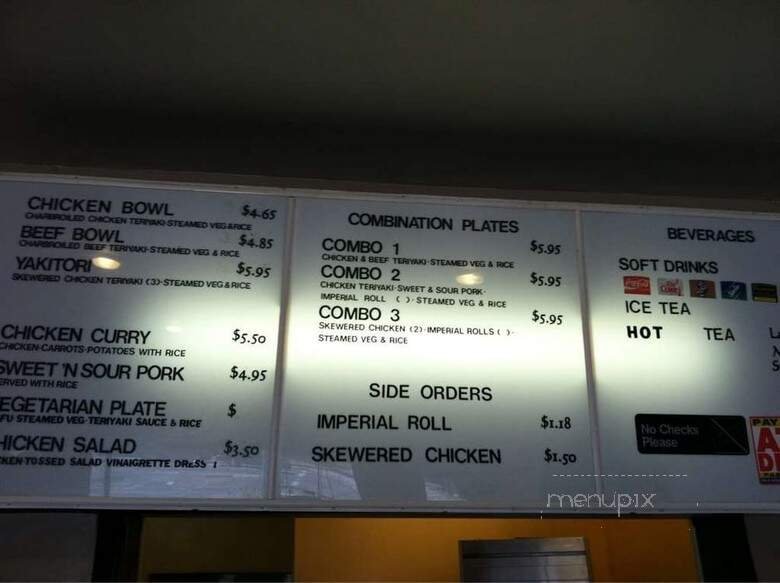 CHICKEN BOWL $4.65
CHARBROILED CHICKEN TERIYAKI-STEAMED VEG & RICE
BEEF BOWL $4.85
CHARBROILED BEEF TERIYAKI-STEAMED VEG & RICE
YAKITORI $5.95
SKEWERED CHICKEN TERIYAKI (3)-STEAMED VEG & RICE
CHICKEN CURRY $5.50
CHICKEN-CARROTS-POTATOES WITH RICE
SWEET 'N SOUR PORK $4.95
ERVED WITH RICE
EGETARIAN PLATE $
FU STEAMED VEG-TERIYAKI SAUCE & RICE
HICKEN SALAD $3.50
KEN-TOSSED SALAD VINAIGRETTE DRESS
COMBINATION PLATES
COMBO 1 $5.95
CHICKEN & BEEF TERIYAKI-STEAMED VEG & RICE
COMBO 2 $5.95
CHICKEN TERIYAKI-SWEET & SOUR PORK-
IMPERIAL ROLL ( )-STEAMED VEG & RICE
COMBO 3 $5.95
SKEWERED CHICKEN (2)-IMPERIAL ROLLS ( )-
STEAMED VEG & RICE
SIDE ORDERS
IMPERIAL ROLL $1.18
SKEWERED CHICKEN $1.50
BEVERAGES
SOFT DRINKS
ICE TEA
HOT TEA
No Checks
Please
PAY
menupix